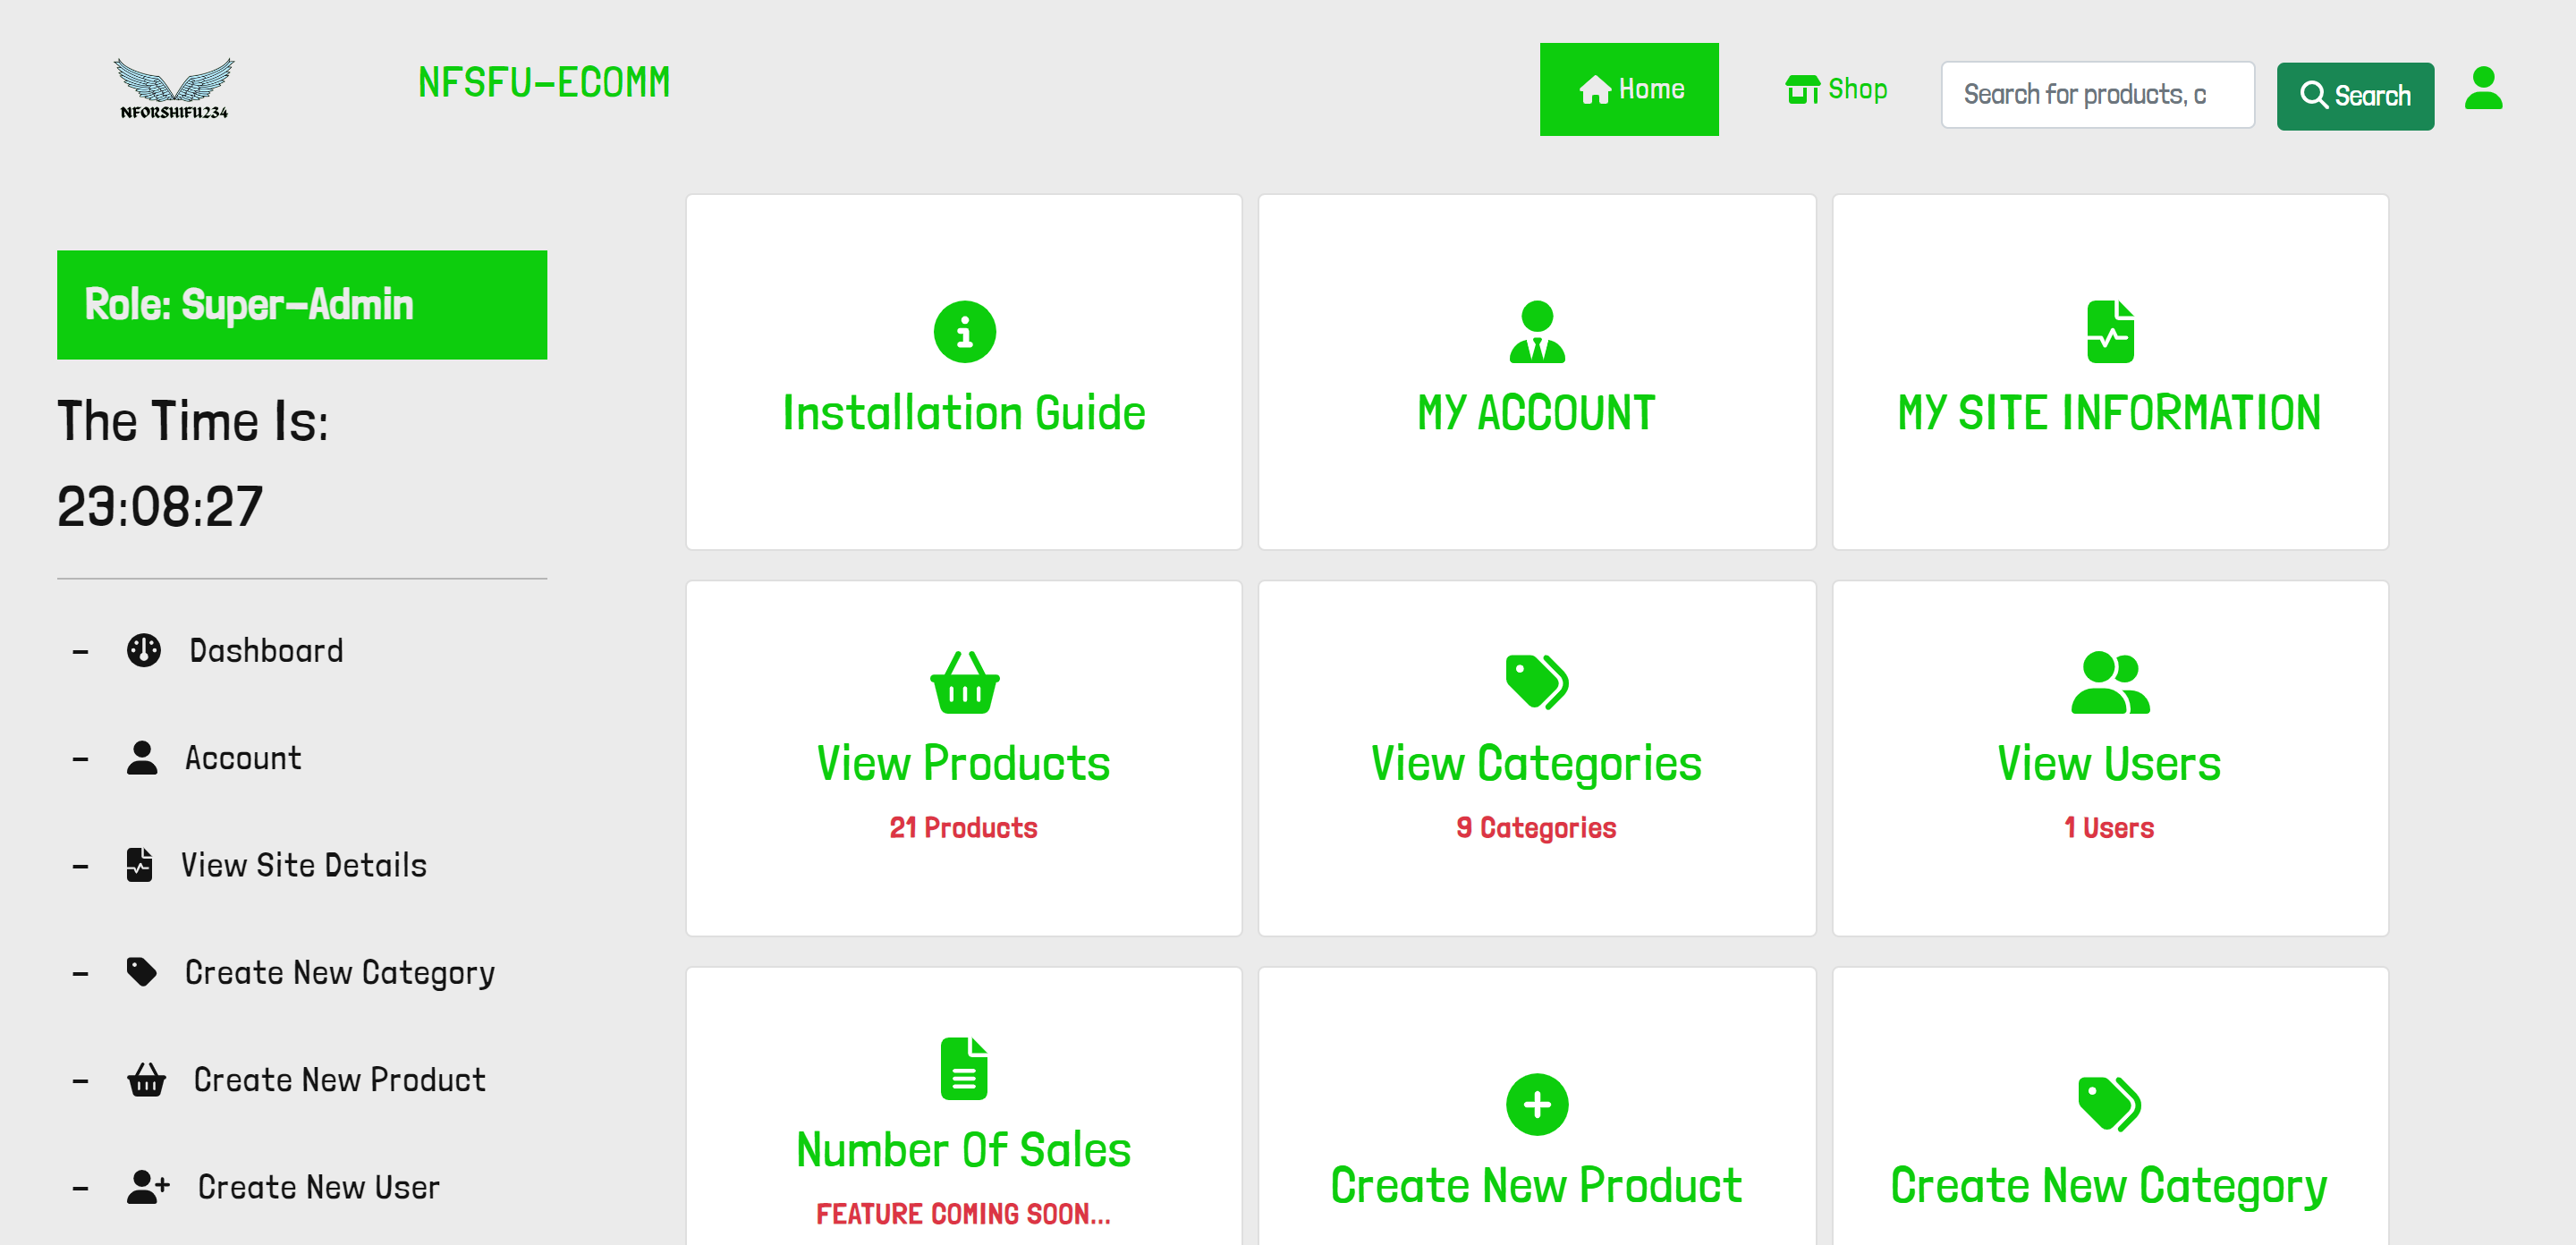 NFORSHIFU234
NFSFU-ECOMM
Home
Shop
Search for products, c
Search
Role: Super-Admin
The Time Is:
23:08:27
- Dashboard
- Account
- View Site Details
- Create New Category
- Create New Product
- Create New User
Installation Guide
MY ACCOUNT
MY SITE INFORMATION
View Products
21 Products
View Categories
9 Categories
View Users
1 Users
Number Of Sales
FEATURE COMING SOON...
Create New Product
Create New Category